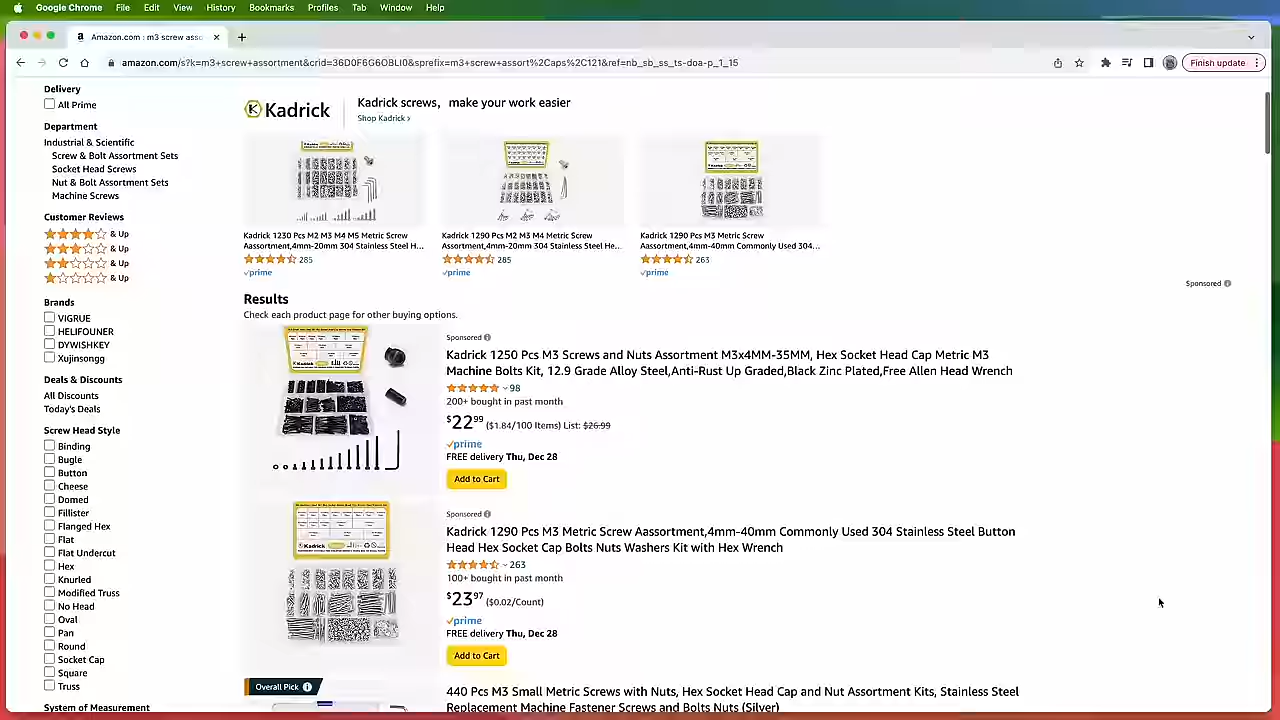 Google Chrome File Edit View History Bookmarks Profiles Tab Window Help
Amazon.com : m3 screw asso
amazon.com/s?k=m3+screw+assortment&crid=36D0F6G6OBLI0&sprefix=m3+screw+assort%2Caps%2C121&ref=nb_sb_ss_ts-doa-p_1_15
Finish update
Delivery
All Prime
Department
Industrial & Scientific
Screw & Bolt Assortment Sets
Socket Head Screws
Nut & Bolt Assortment Sets
Machine Screws
Customer Reviews
& Up
& Up
& Up
& Up
Brands
VIGRUE
HELIFOUNER
DYWISHKEY
Xujinsongg
Deals & Discounts
All Discounts
Today's Deals
Screw Head Style
Binding
Bugle
Button
Cheese
Domed
Fillister
Flanged Hex
Flat
Flat Undercut
Hex
Knurled
Modified Truss
No Head
Oval
Pan
Round
Socket Cap
Square
Truss
System of Measurement
Kadrick
Kadrick screws, make your work easier
Shop Kadrick ›
Kadrick 1230 Pcs M2 M3 M4 M5 Metric Screw
Aassortment,4mm-20mm 304 Stainless Steel H...
285
prime
Kadrick 1290 Pcs M2 M3 M4 Metric Screw
Aassortment,4mm-20mm 304 Stainless Steel He...
285
prime
Kadrick 1290 Pcs M3 Metric Screw
Aassortment,4mm-40mm Commonly Used 304...
263
prime
Sponsored
Results
Check each product page for other buying options.
Sponsored
Kadrick 1250 Pcs M3 Screws and Nuts Assortment M3x4MM-35MM, Hex Socket Head Cap Metric M3
Machine Bolts Kit, 12.9 Grade Alloy Steel,Anti-Rust Up Graded,Black Zinc Plated,Free Allen Head Wrench
98
200+ bought in past month
$22 99 ($1.84/100 Items) List: $26.99
prime
FREE delivery Thu, Dec 28
Add to Cart
Sponsored
Kadrick
Kadrick 1290 Pcs M3 Metric Screw Aassortment,4mm-40mm Commonly Used 304 Stainless Steel Button
Head Hex Socket Cap Bolts Nuts Washers Kit with Hex Wrench
263
100+ bought in past month
$23 97 ($0.02/Count)
prime
FREE delivery Thu, Dec 28
Add to Cart
Overall Pick
440 Pcs M3 Small Metric Screws with Nuts, Hex Socket Head Cap and Nut Assortment Kits, Stainless Steel
Replacement Machine Fastener Screws and Bolts Nuts (Silver)